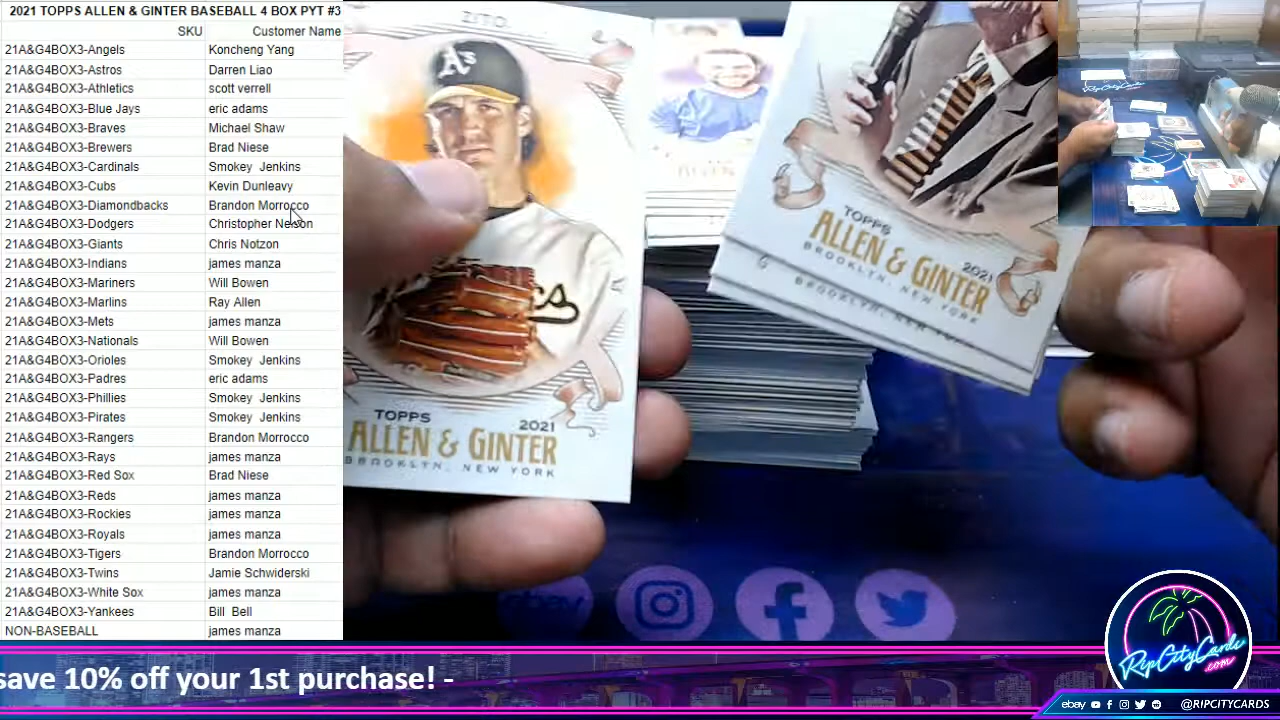 2021 TOPPS ALLEN & GINTER BASEBALL 4 BOX PYT #3
SKU Customer Name
21A&G4BOX3-Angels Koncheng Yang
21A&G4BOX3-Astros Darren Liao
21A&G4BOX3-Athletics scott verrell
21A&G4BOX3-Blue Jays eric adams
21A&G4BOX3-Braves Michael Shaw
21A&G4BOX3-Brewers Brad Niese
21A&G4BOX3-Cardinals Smokey Jenkins
21A&G4BOX3-Cubs Kevin Dunleavy
21A&G4BOX3-Diamondbacks Brandon Morrocco
21A&G4BOX3-Dodgers Christopher Nelson
21A&G4BOX3-Giants Chris Notzon
21A&G4BOX3-Indians james manza
21A&G4BOX3-Mariners Will Bowen
21A&G4BOX3-Marlins Ray Allen
21A&G4BOX3-Mets james manza
21A&G4BOX3-Nationals Will Bowen
21A&G4BOX3-Orioles Smokey Jenkins
21A&G4BOX3-Padres eric adams
21A&G4BOX3-Phillies Smokey Jenkins
21A&G4BOX3-Pirates Smokey Jenkins
21A&G4BOX3-Rangers Brandon Morrocco
21A&G4BOX3-Rays james manza
21A&G4BOX3-Red Sox Brad Niese
21A&G4BOX3-Reds james manza
21A&G4BOX3-Rockies james manza
21A&G4BOX3-Royals james manza
21A&G4BOX3-Tigers Brandon Morrocco
21A&G4BOX3-Twins Jamie Schwiderski
21A&G4BOX3-White Sox james manza
21A&G4BOX3-Yankees Bill Bell
NON-BASEBALL james manza
ZITO
A's
TOPPS 2021
ALLEN & GINTER
BROOKLYN, NEW YORK
TOPPS 2021
ALLEN & GINTER
BROOKLYN, NEW YORK
ebay
RipCityCards
.com
save 10% off your 1st purchase! -
ebay @RIPCITYCARDS